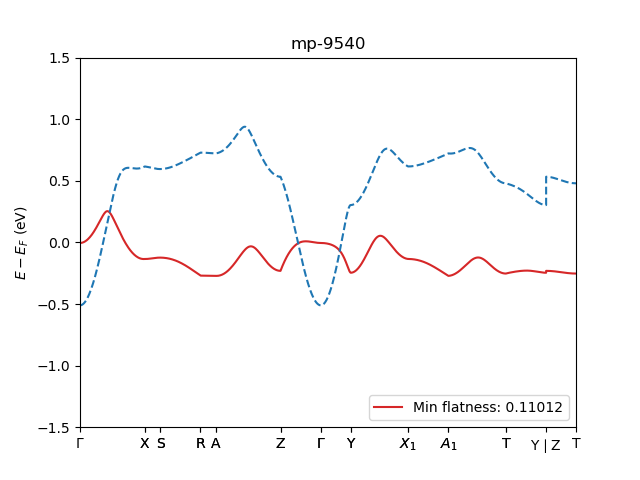 mp-9540
1.5
1.0
0.5
0.0
−0.5
−1.0
−1.5
E − E_F (eV)
Min flatness: 0.11012
Γ X S R A Z Γ Y X₁ A₁ T Y | Z T